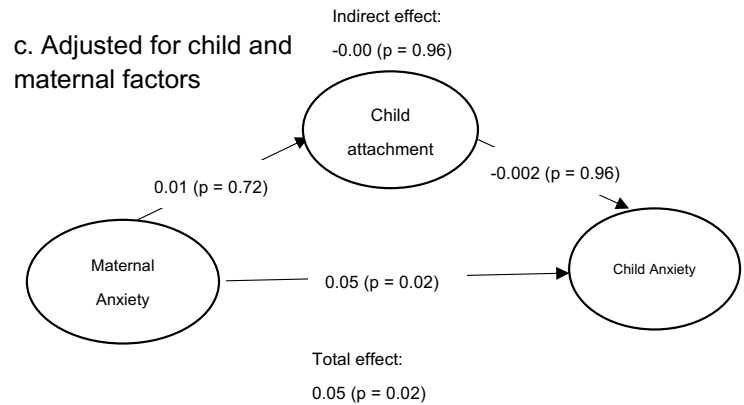 Indirect effect:
-0.00 (p = 0.96)
c. Adjusted for child and
maternal factors
Child
attachment
0.01 (p = 0.72)
-0.002 (p = 0.96)
Maternal
Anxiety
0.05 (p = 0.02)
Child Anxiety
Total effect:
0.05 (p = 0.02)